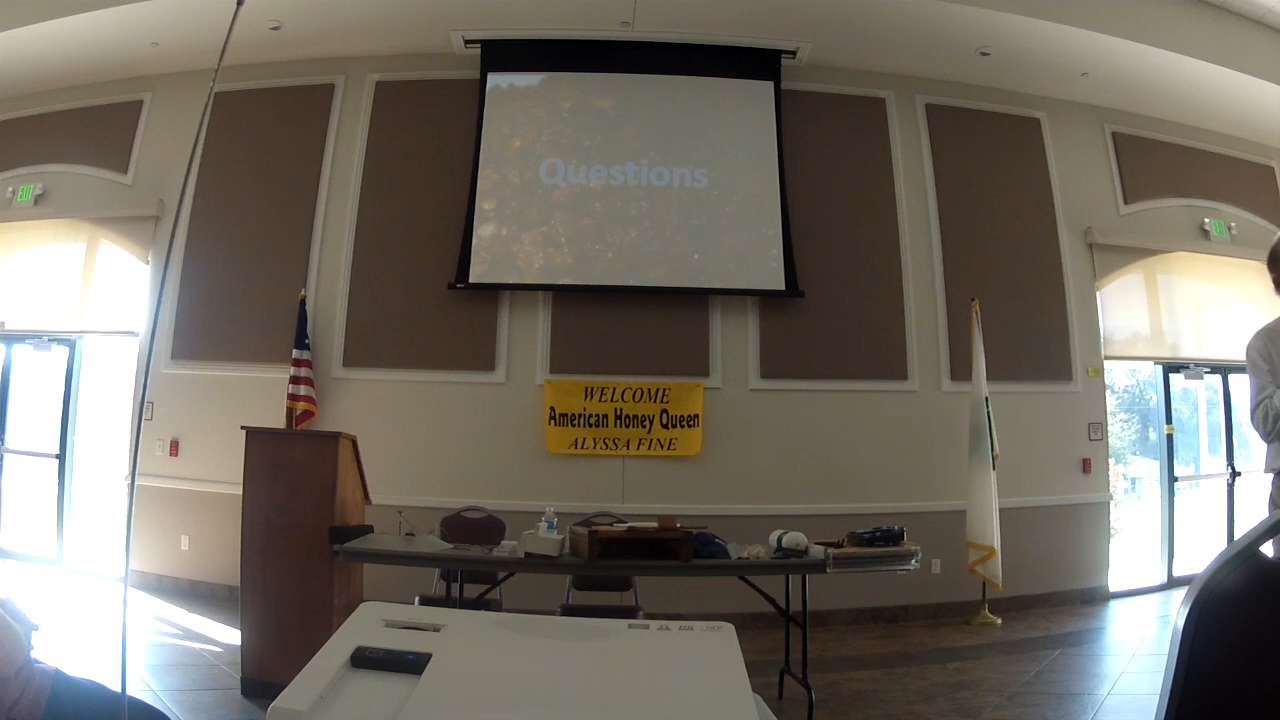 EXIT
Questions
EXIT
WELCOME
American Honey Queen
ALYSSA FINE